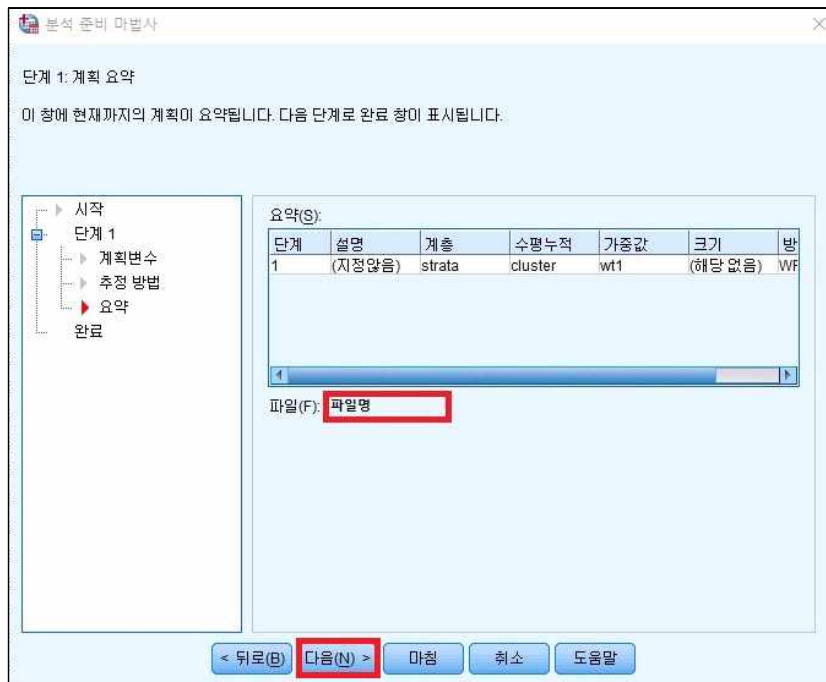 분석 준비 마법사
단계 1: 계획 요약
이 창에 현재까지의 계획이 요약됩니다. 다음 단계로 완료 창이 표시됩니다.
시작
단계 1
계획변수
추정 방법
요약
완료
요약(S):
단계 설명 계층 수평누적 가중값 크기 방
1 (지정않음) strata cluster wt1 (해당 없음) WR
파일(F): 파일명
< 뒤로(B) 다음(N) > 마침 취소 도움말